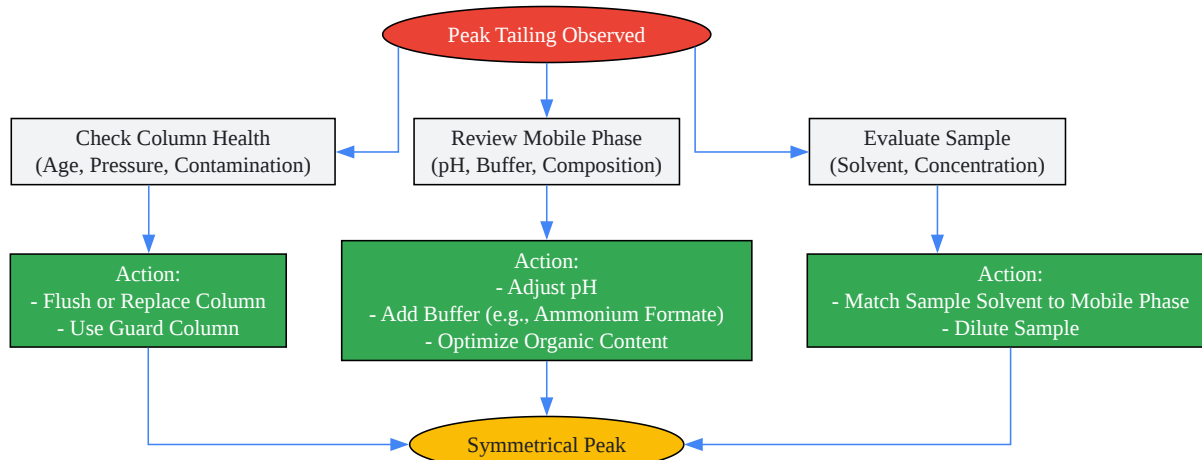 Peak Tailing Observed
Check Column Health
(Age, Pressure, Contamination)
Review Mobile Phase
(pH, Buffer, Composition)
Evaluate Sample
(Solvent, Concentration)
Action:
- Flush or Replace Column
- Use Guard Column
Action:
- Adjust pH
- Add Buffer (e.g., Ammonium Formate)
- Optimize Organic Content
Action:
- Match Sample Solvent to Mobile Phase
- Dilute Sample
Symmetrical Peak